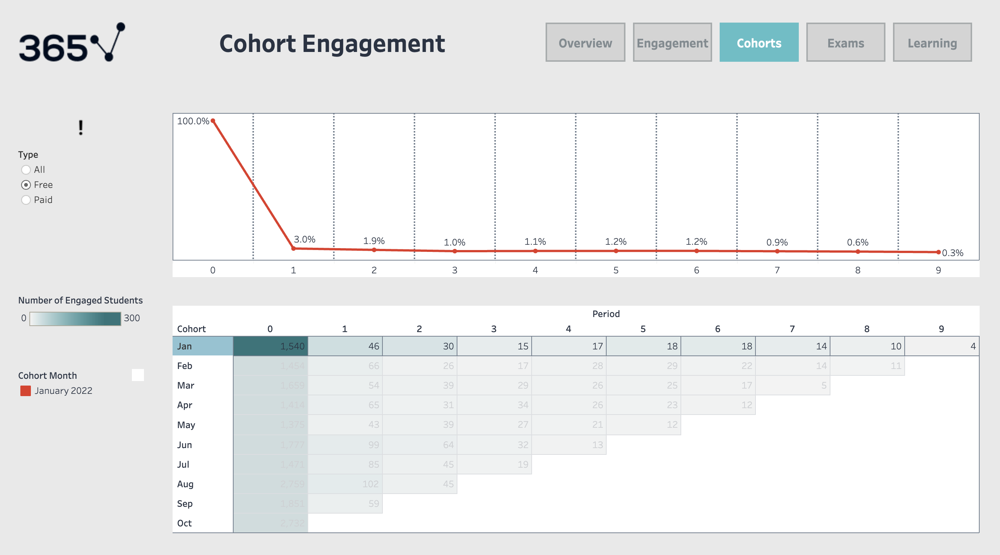 365
Cohort Engagement
Overview
Engagement
Cohorts
Exams
Learning
!
Type
All
Free
Paid
100.0%
3.0%
1.9%
1.0%
1.1%
1.2%
1.2%
0.9%
0.6%
0.3%
0 1 2 3 4 5 6 7 8 9
Number of Engaged Students
0 300
Cohort Month
January 2022
Period
Cohort 0 1 2 3 4 5 6 7 8 9
Jan 1,540 46 30 15 17 18 18 14 10 4
Feb 1,454 66 26 17 28 29 22 14 11
Mar 1,659 54 39 29 26 25 17 5
Apr 1,414 65 31 34 26 23 12
May 1,375 43 39 27 21 12
Jun 1,777 99 64 32 13
Jul 1,471 85 45 19
Aug 2,759 102 45
Sep 1,851 59
Oct 2,732